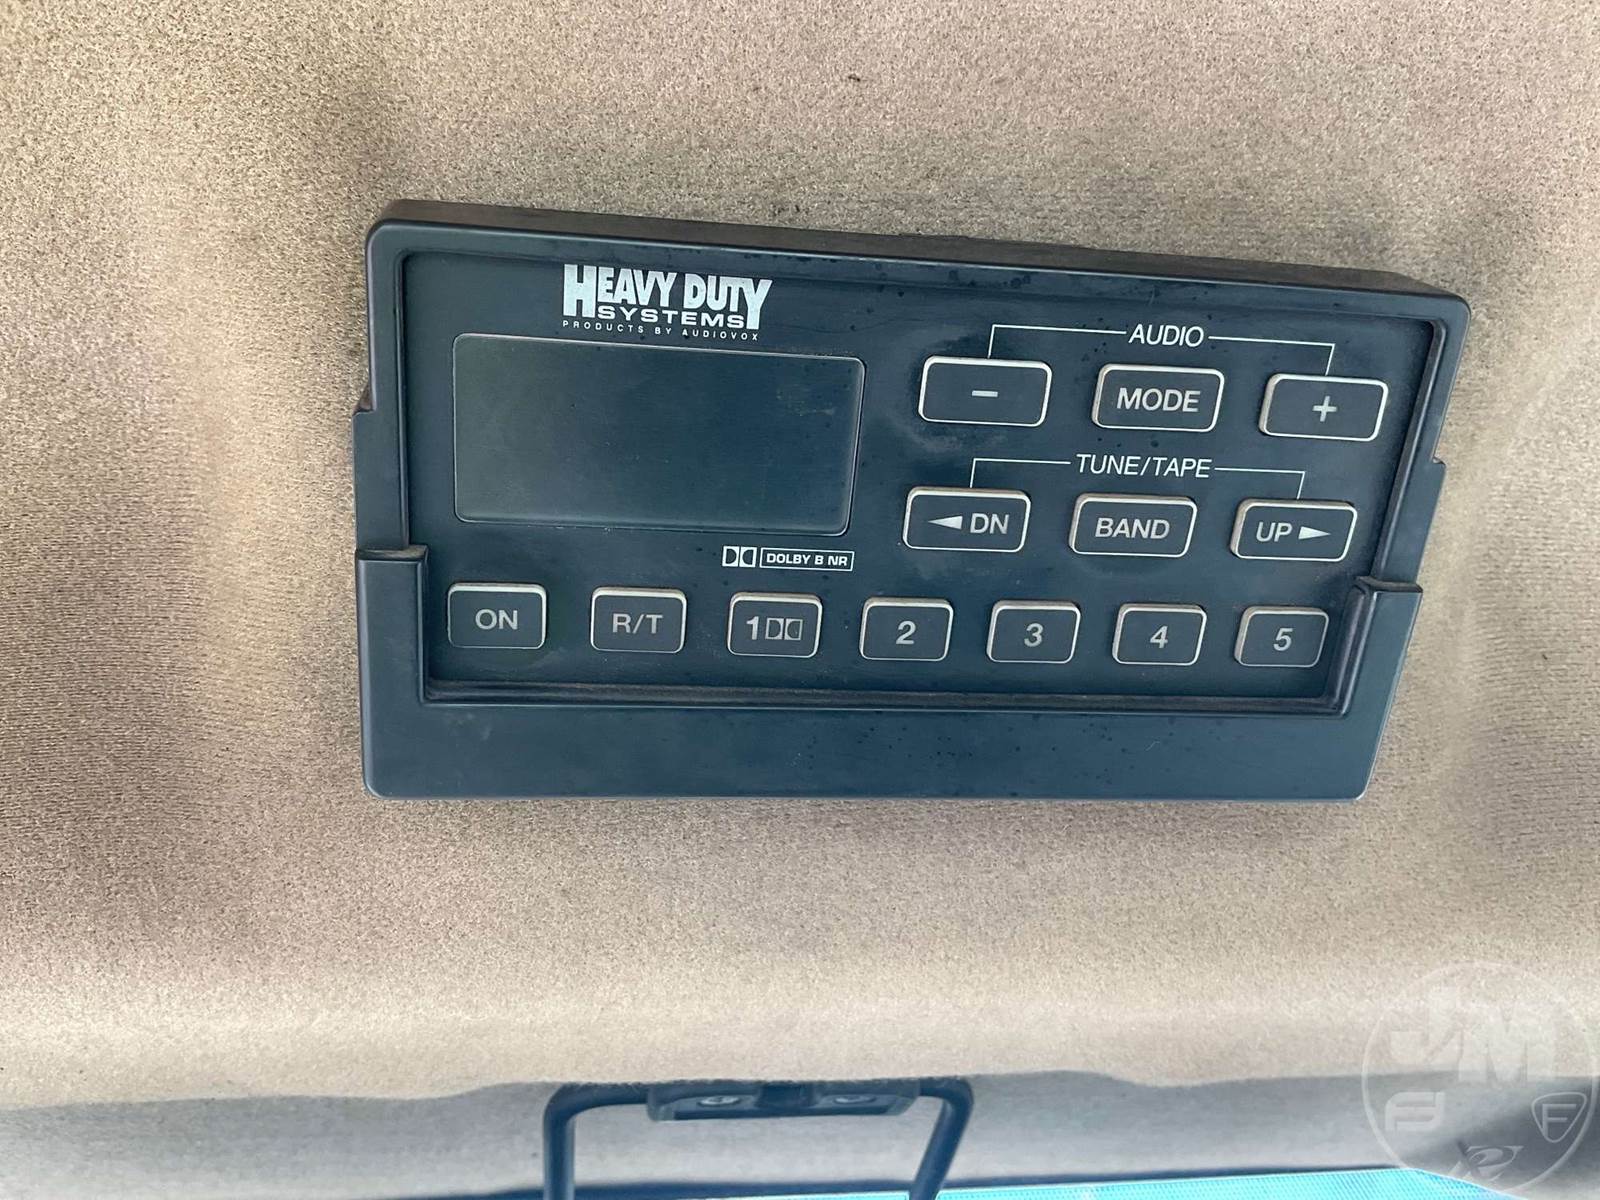 HEAVY DUTY
SYSTEMS
PRODUCTS BY AUDIOVOX
AUDIO
− MODE +
TUNE/TAPE
◄ DN BAND UP ►
DOLBY B NR
ON R/T 1 2 3 4 5
JM
F